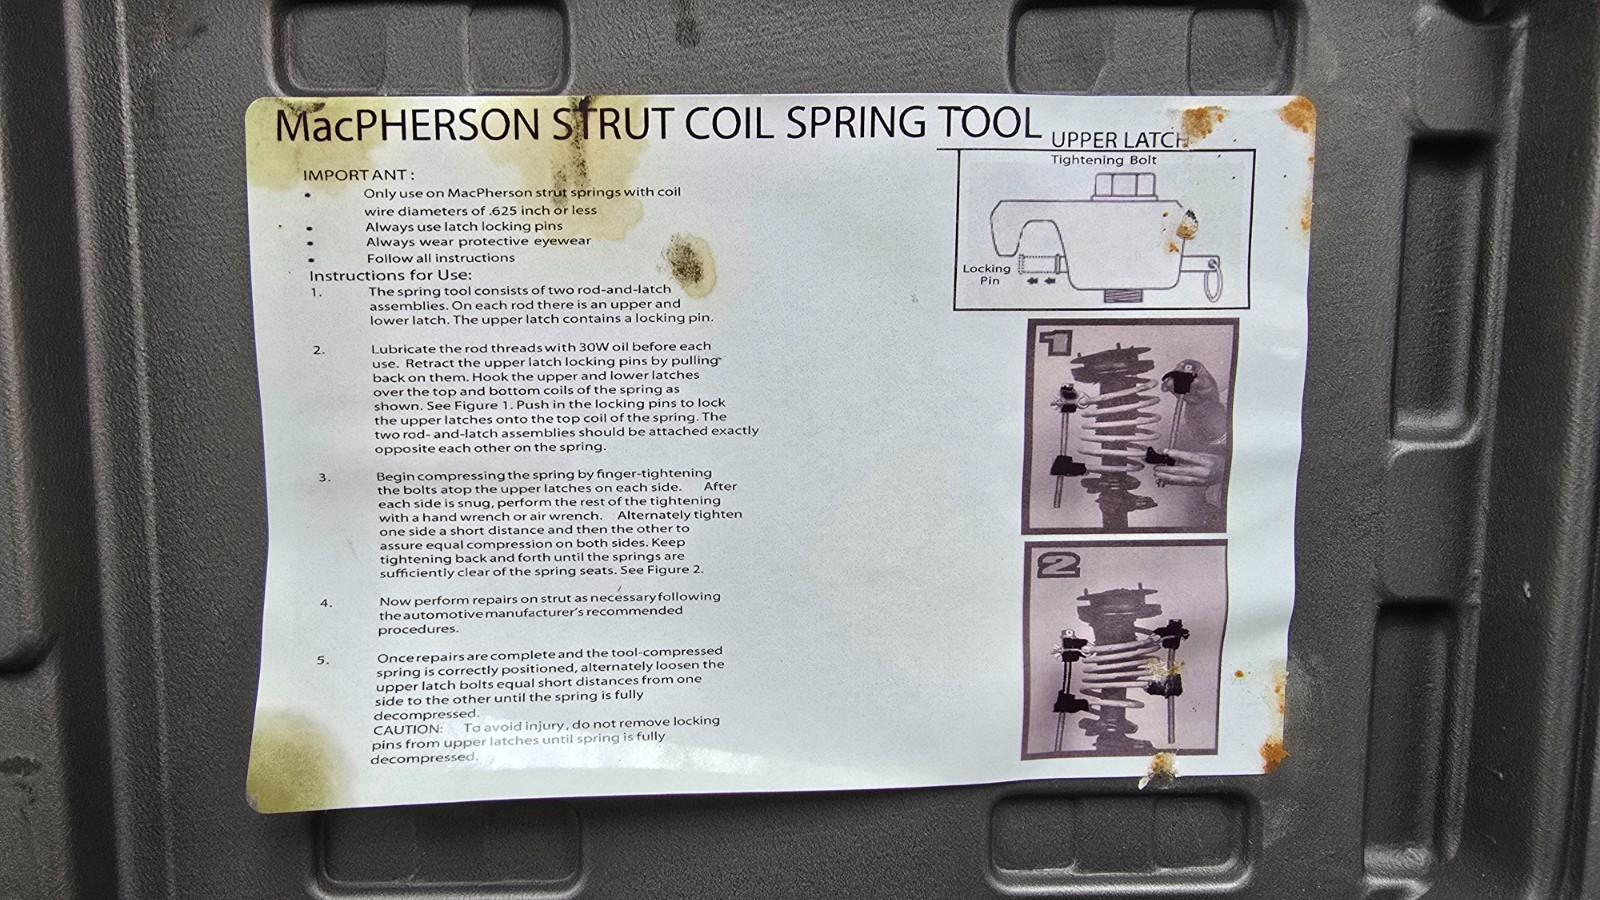 MacPHERSON STRUT COIL SPRING TOOL
UPPER LATCH
Tightening Bolt
Locking
Pin
IMPORTANT :
• Only use on MacPherson strut springs with coil
wire diameters of .625 inch or less
• Always use latch locking pins
• Always wear protective eyewear
• Follow all instructions
Instructions for Use:
1. The spring tool consists of two rod-and-latch
assemblies. On each rod there is an upper and
lower latch. The upper latch contains a locking pin.
2. Lubricate the rod threads with 30W oil before each
use. Retract the upper latch locking pins by pulling
back on them. Hook the upper and lower latches
over the top and bottom coils of the spring as
shown. See Figure 1. Push in the locking pins to lock
the upper latches onto the top coil of the spring. The
two rod-and-latch assemblies should be attached exactly
opposite each other on the spring.
3. Begin compressing the spring by finger-tightening
the bolts atop the upper latches on each side. After
each side is snug, perform the rest of the tightening
with a hand wrench or air wrench. Alternately tighten
one side a short distance and then the other to
assure equal compression on both sides. Keep
tightening back and forth until the springs are
sufficiently clear of the spring seats. See Figure 2.
4. Now perform repairs on strut as necessary following
the automotive manufacturer's recommended
procedures.
5. Once repairs are complete and the tool-compressed
spring is correctly positioned, alternately loosen the
upper latch bolts equal short distances from one
side to the other until the spring is fully
decompressed.
CAUTION: To avoid injury, do not remove locking
pins from upper latches until spring is fully
decompressed.
1
2